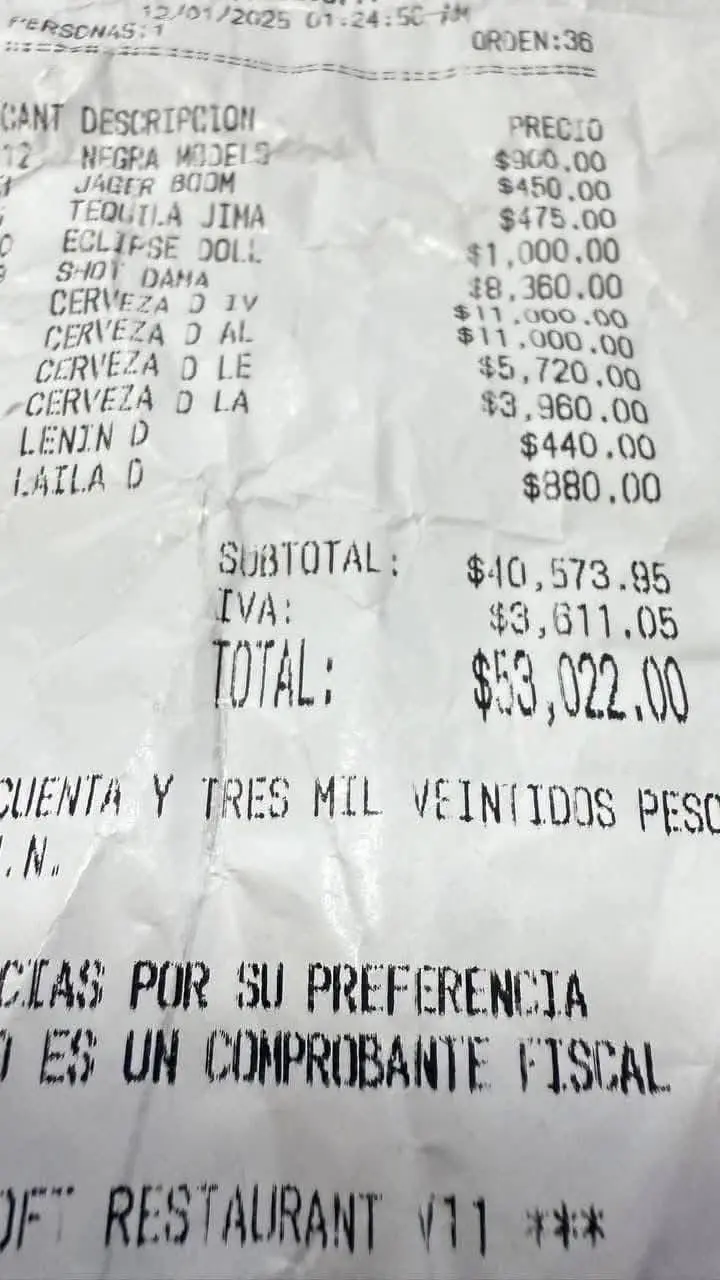 PERSONAS:1
12/01/2025 01:24:50 AM
ORDEN:36
CANT DESCRIPCION PRECIO
12 NEGRA MODELO $900.00
JAGER BOOM $450.00
TEQUILA JIMA $475.00
ECLIPSE DOLL $1,000.00
SHOT DAMA $8,360.00
CERVEZA D IV $11,000.00
CERVEZA D AL $11,000.00
CERVEZA D LE $5,720.00
CERVEZA D LA $3,960.00
LENIN D $440.00
LAILA D $880.00
SUBTOTAL: $40,573.95
IVA: $3,611.05
TOTAL: $53,022.00
CUENTA Y TRES MIL VEINTIDOS PESO
.N.
CIAS POR SU PREFERENCIA
O ES UN COMPROBANTE FISCAL
OFT RESTAURANT V11 ***